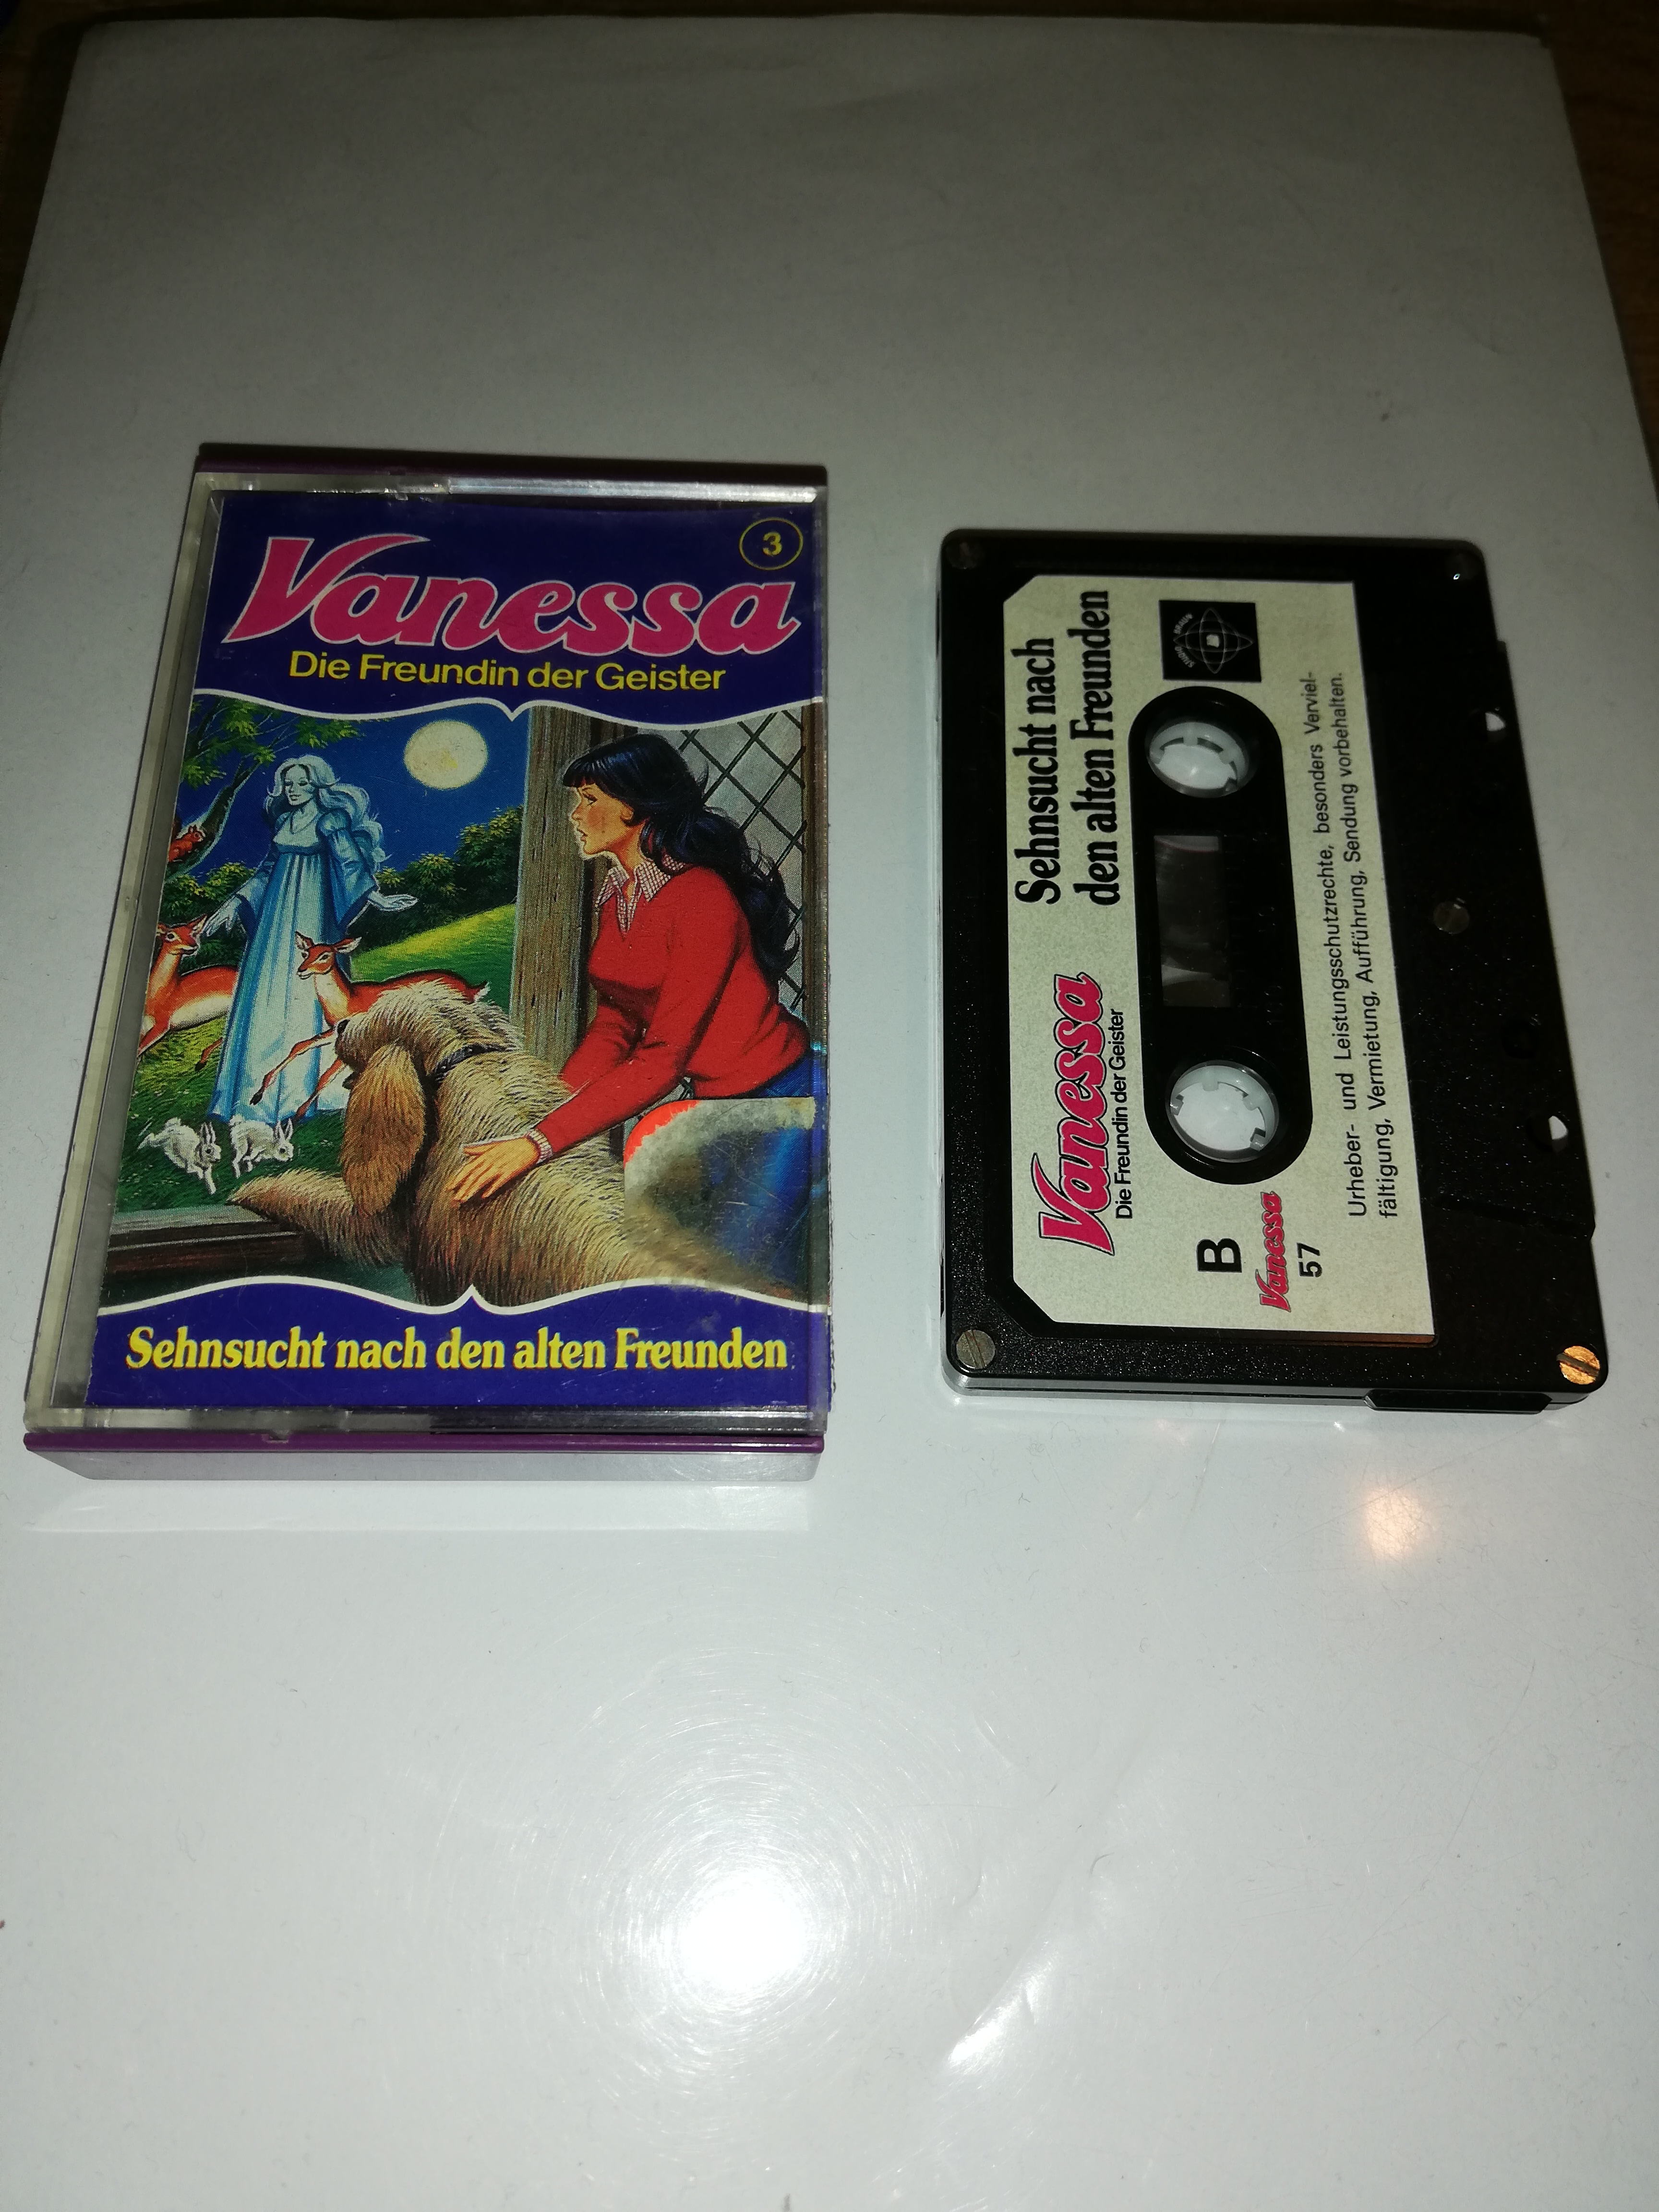 3
Vanessa
Die Freundin der Geister
Sehnsucht nach den alten Freunden
Sehnsucht nach
den alten Freunden
Vanessa
Die Freundin der Geister
B
Vanessa
57
Urheber- und Leistungsschutzrechte, besonders Verviel-
fältigung, Vermietung, Aufführung, Sendung vorbehalten.